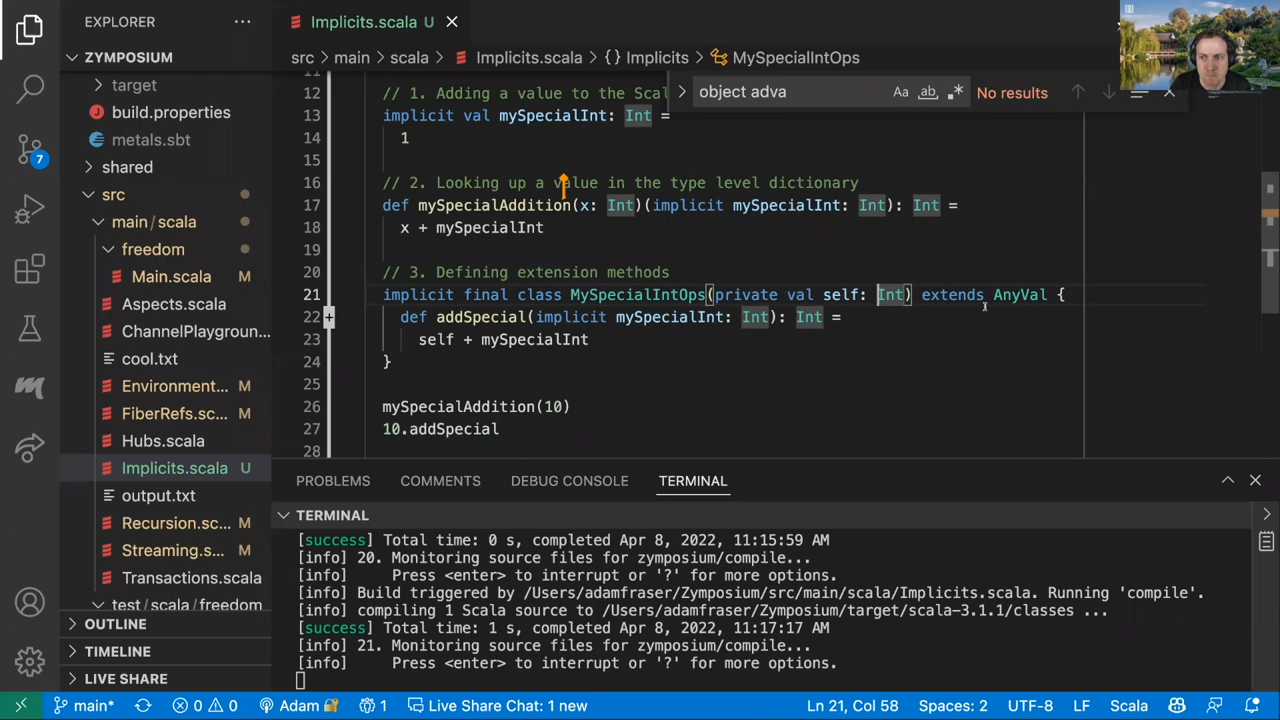 EXPLORER
ZYMPOSIUM
target
build.properties
metals.sbt
shared
src
main/scala
freedom
Main.scala M
Aspects.scala
ChannelPlaygroun...
cool.txt
Environment... M
FiberRefs.sc... M
Hubs.scala
Implicits.scala U
output.txt
Recursion.sc... M
Streaming.s... M
Transactions.scala
test/scala/freedom
OUTLINE
TIMELINE
LIVE SHARE
7
Implicits.scala U
src > main > scala > Implicits.scala > {} Implicits > MySpecialIntOps
object adva Aa ab No results
11
12 // 1. Adding a value to the Scal
13 implicit val mySpecialInt: Int =
14 1
15
16 // 2. Looking up a value in the type level dictionary
17 def mySpecialAddition(x: Int)(implicit mySpecialInt: Int): Int =
18 x + mySpecialInt
19
20 // 3. Defining extension methods
21 implicit final class MySpecialIntOps(private val self: Int) extends AnyVal {
22 def addSpecial(implicit mySpecialInt: Int): Int =
23 self + mySpecialInt
24 }
25
26 mySpecialAddition(10)
27 10.addSpecial
28
PROBLEMS COMMENTS DEBUG CONSOLE TERMINAL
TERMINAL
[success] Total time: 0 s, completed Apr 8, 2022, 11:15:59 AM
[info] 20. Monitoring source files for zymposium/compile...
[info] Press <enter> to interrupt or '?' for more options.
[info] Build triggered by /Users/adamfraser/Zymposium/src/main/scala/Implicits.scala. Running 'compile'.
[info] compiling 1 Scala source to /Users/adamfraser/Zymposium/target/scala-3.1.1/classes ...
[success] Total time: 1 s, completed Apr 8, 2022, 11:17:17 AM
[info] 21. Monitoring source files for zymposium/compile...
[info] Press <enter> to interrupt or '?' for more options.
main* 0 0 Adam 1 Live Share Chat: 1 new Ln 21, Col 58 Spaces: 2 UTF-8 LF Scala